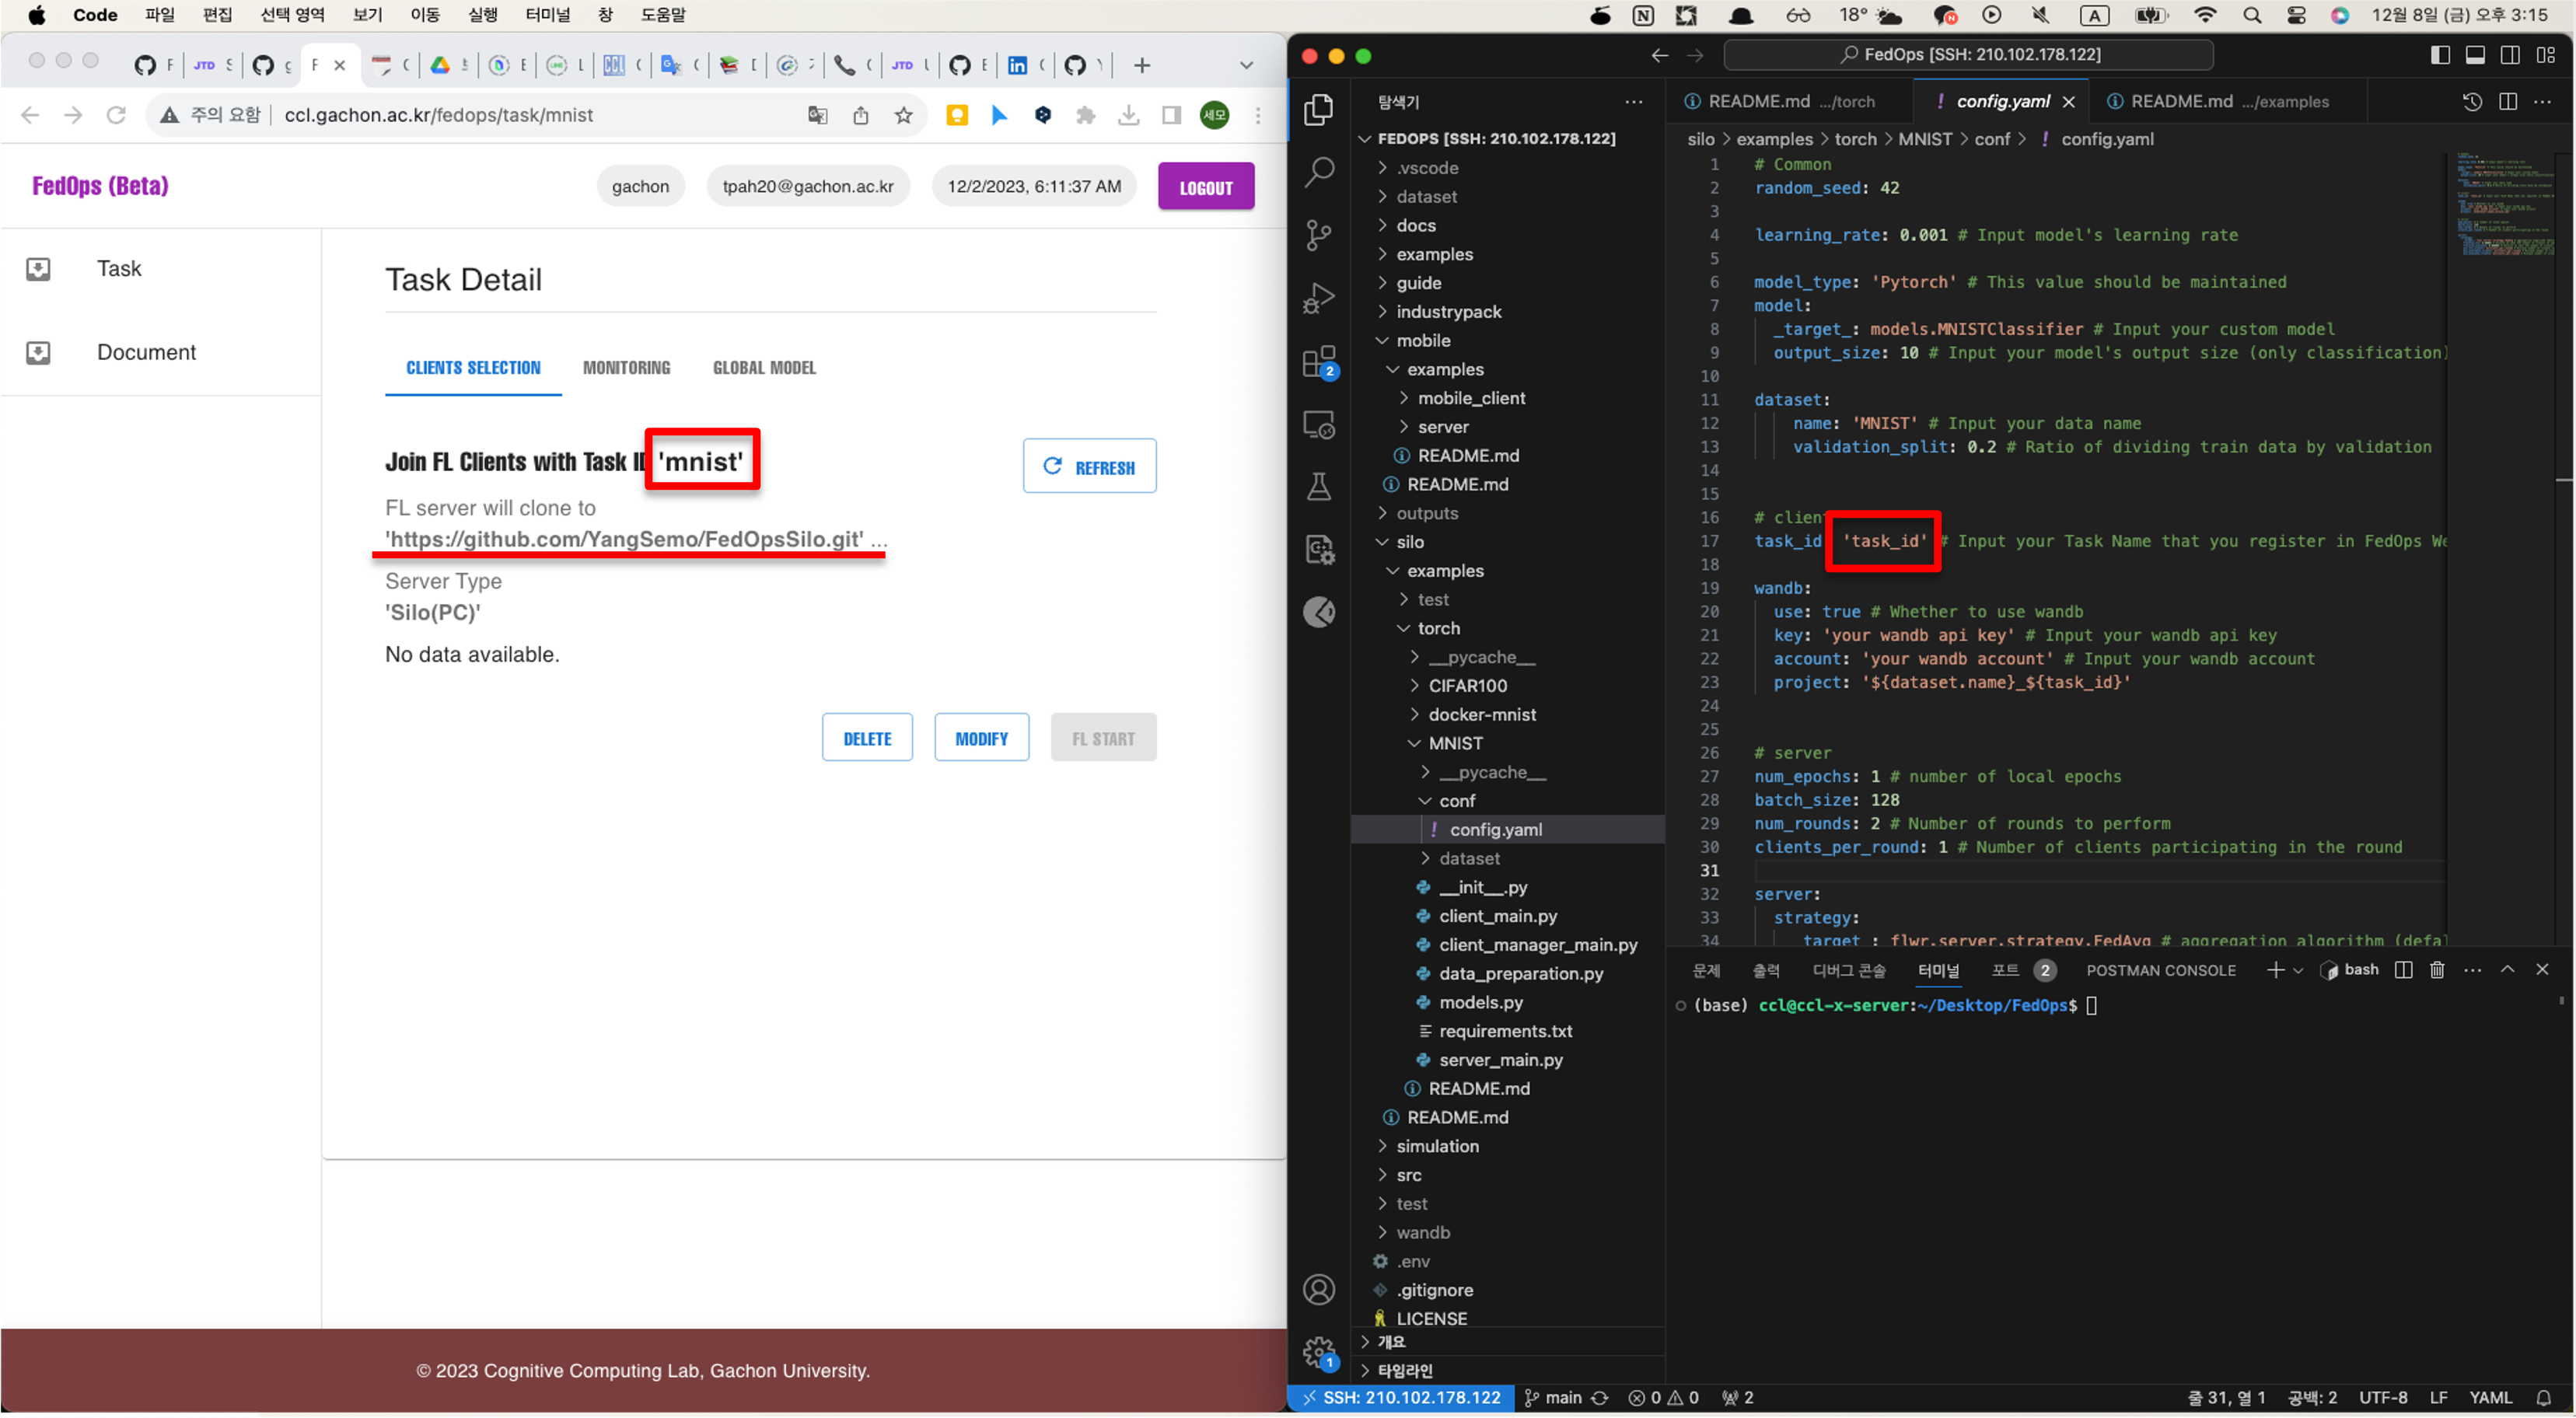 Code 파일 편집 선택 영역 보기 이동 실행 터미널 창 도움말
18° A 12월 8일 (금) 오후 3:15
주의 요함 ccl.gachon.ac.kr/fedops/task/mnist 세모
FedOps (Beta)
gachon tpah20@gachon.ac.kr 12/2/2023, 6:11:37 AM LOGOUT
Task
Document
Task Detail
CLIENTS SELECTION MONITORING GLOBAL MODEL
Join FL Clients with Task ID 'mnist'
REFRESH
FL server will clone to
'https://github.com/YangSemo/FedOpsSilo.git' ...
Server Type
'Silo(PC)'
No data available.
DELETE MODIFY FL START
© 2023 Cognitive Computing Lab, Gachon University.
FedOps [SSH: 210.102.178.122]
탐색기
FEDOPS [SSH: 210.102.178.122]
.vscode
dataset
docs
examples
guide
industrypack
mobile
examples
mobile_client
server
README.md
README.md
outputs
silo
examples
test
torch
__pycache__
CIFAR100
docker-mnist
MNIST
__pycache__
conf
! config.yaml
dataset
__init__.py
client_main.py
client_manager_main.py
data_preparation.py
models.py
requirements.txt
server_main.py
README.md
README.md
simulation
src
test
wandb
.env
.gitignore
LICENSE
개요
타임라인
README.md .../torch ! config.yaml README.md .../examples
silo > examples > torch > MNIST > conf > ! config.yaml
1 # Common
2 random_seed: 42
3
4 learning_rate: 0.001 # Input model's learning rate
5
6 model_type: 'Pytorch' # This value should be maintained
7 model:
8 _target_: models.MNISTClassifier # Input your custom model
9 output_size: 10 # Input your model's output size (only classification)
10
11 dataset:
12 name: 'MNIST' # Input your data name
13 validation_split: 0.2 # Ratio of dividing train data by validation
14
15
16 # client
17 task_id 'task_id' # Input your Task Name that you register in FedOps We
18
19 wandb:
20 use: true # Whether to use wandb
21 key: 'your wandb api key' # Input your wandb api key
22 account: 'your wandb account' # Input your wandb account
23 project: '${dataset.name}_${task_id}'
24
25
26 # server
27 num_epochs: 1 # number of local epochs
28 batch_size: 128
29 num_rounds: 2 # Number of rounds to perform
30 clients_per_round: 1 # Number of clients participating in the round
31
32 server:
33 strategy:
34 _target_: flwr.server.strategy.FedAvg # aggregation algorithm (defa
문제 출력 디버그 콘솔 터미널 포트 2 POSTMAN CONSOLE bash
(base) ccl@ccl-x-server:~/Desktop/FedOps$
SSH: 210.102.178.122 main 0 0 2 줄 31, 열 1 공백: 2 UTF-8 LF YAML